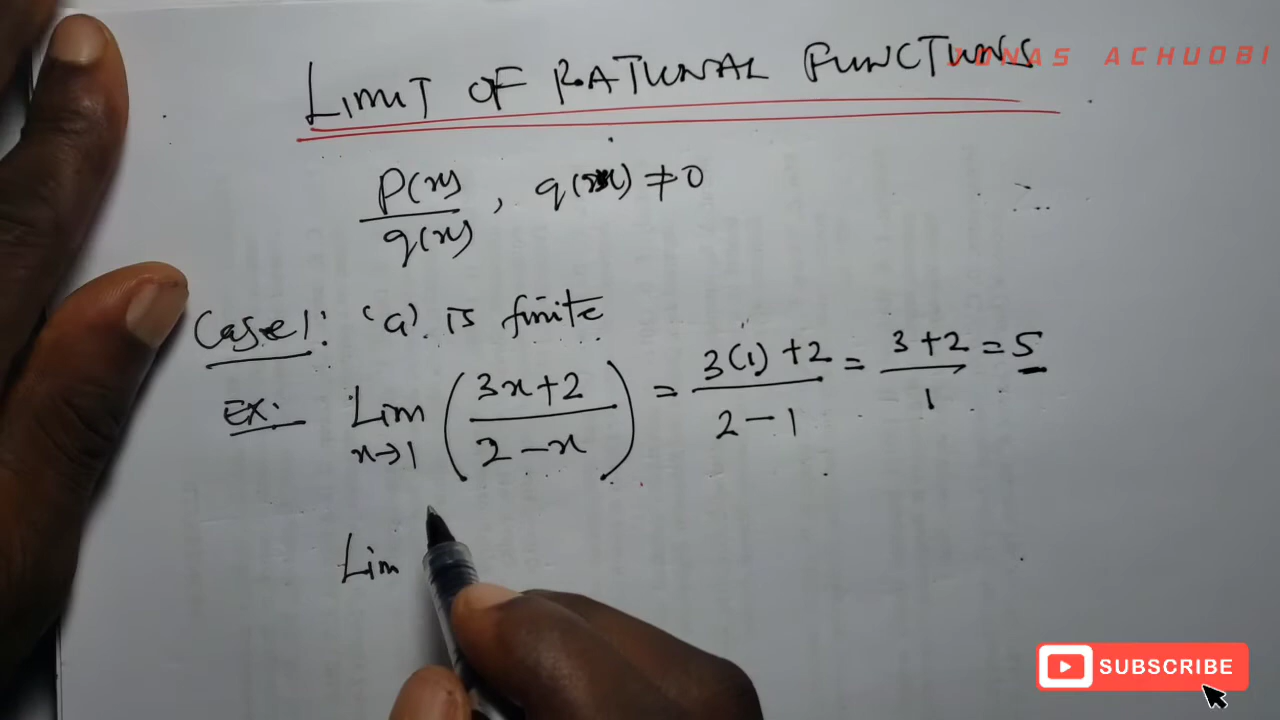 LIMIT OF RATIONAL FUNCTIONS
JONAS ACHUOBI
P(x)/q(x), q(x) ≠ 0
Case 1: 'a' is finite
EX: Lim x→1 ((3x+2)/(2-x)) = (3(1)+2)/(2-1) = (3+2)/1 = 5
Lim
SUBSCRIBE